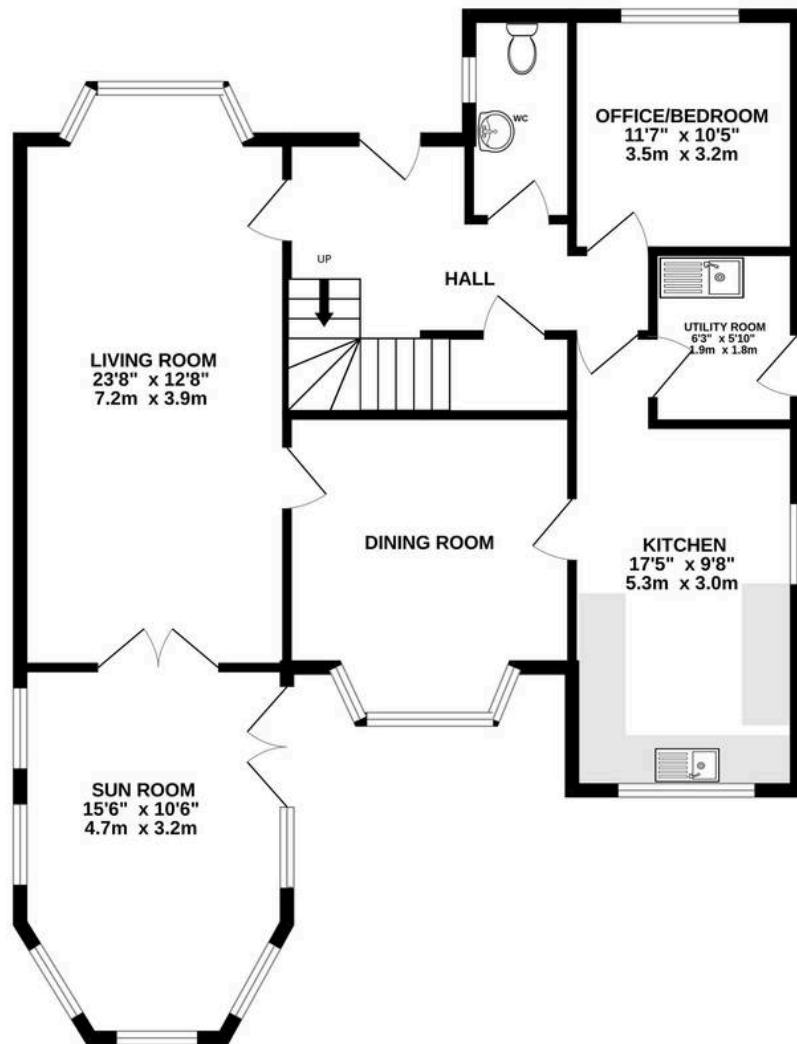 WC
OFFICE/BEDROOM
11'7" x 10'5"
3.5m x 3.2m
UP
HALL
UTILITY ROOM
6'3" x 5'10"
1.9m x 1.8m
LIVING ROOM
23'8" x 12'8"
7.2m x 3.9m
DINING ROOM
KITCHEN
17'5" x 9'8"
5.3m x 3.0m
SUN ROOM
15'6" x 10'6"
4.7m x 3.2m